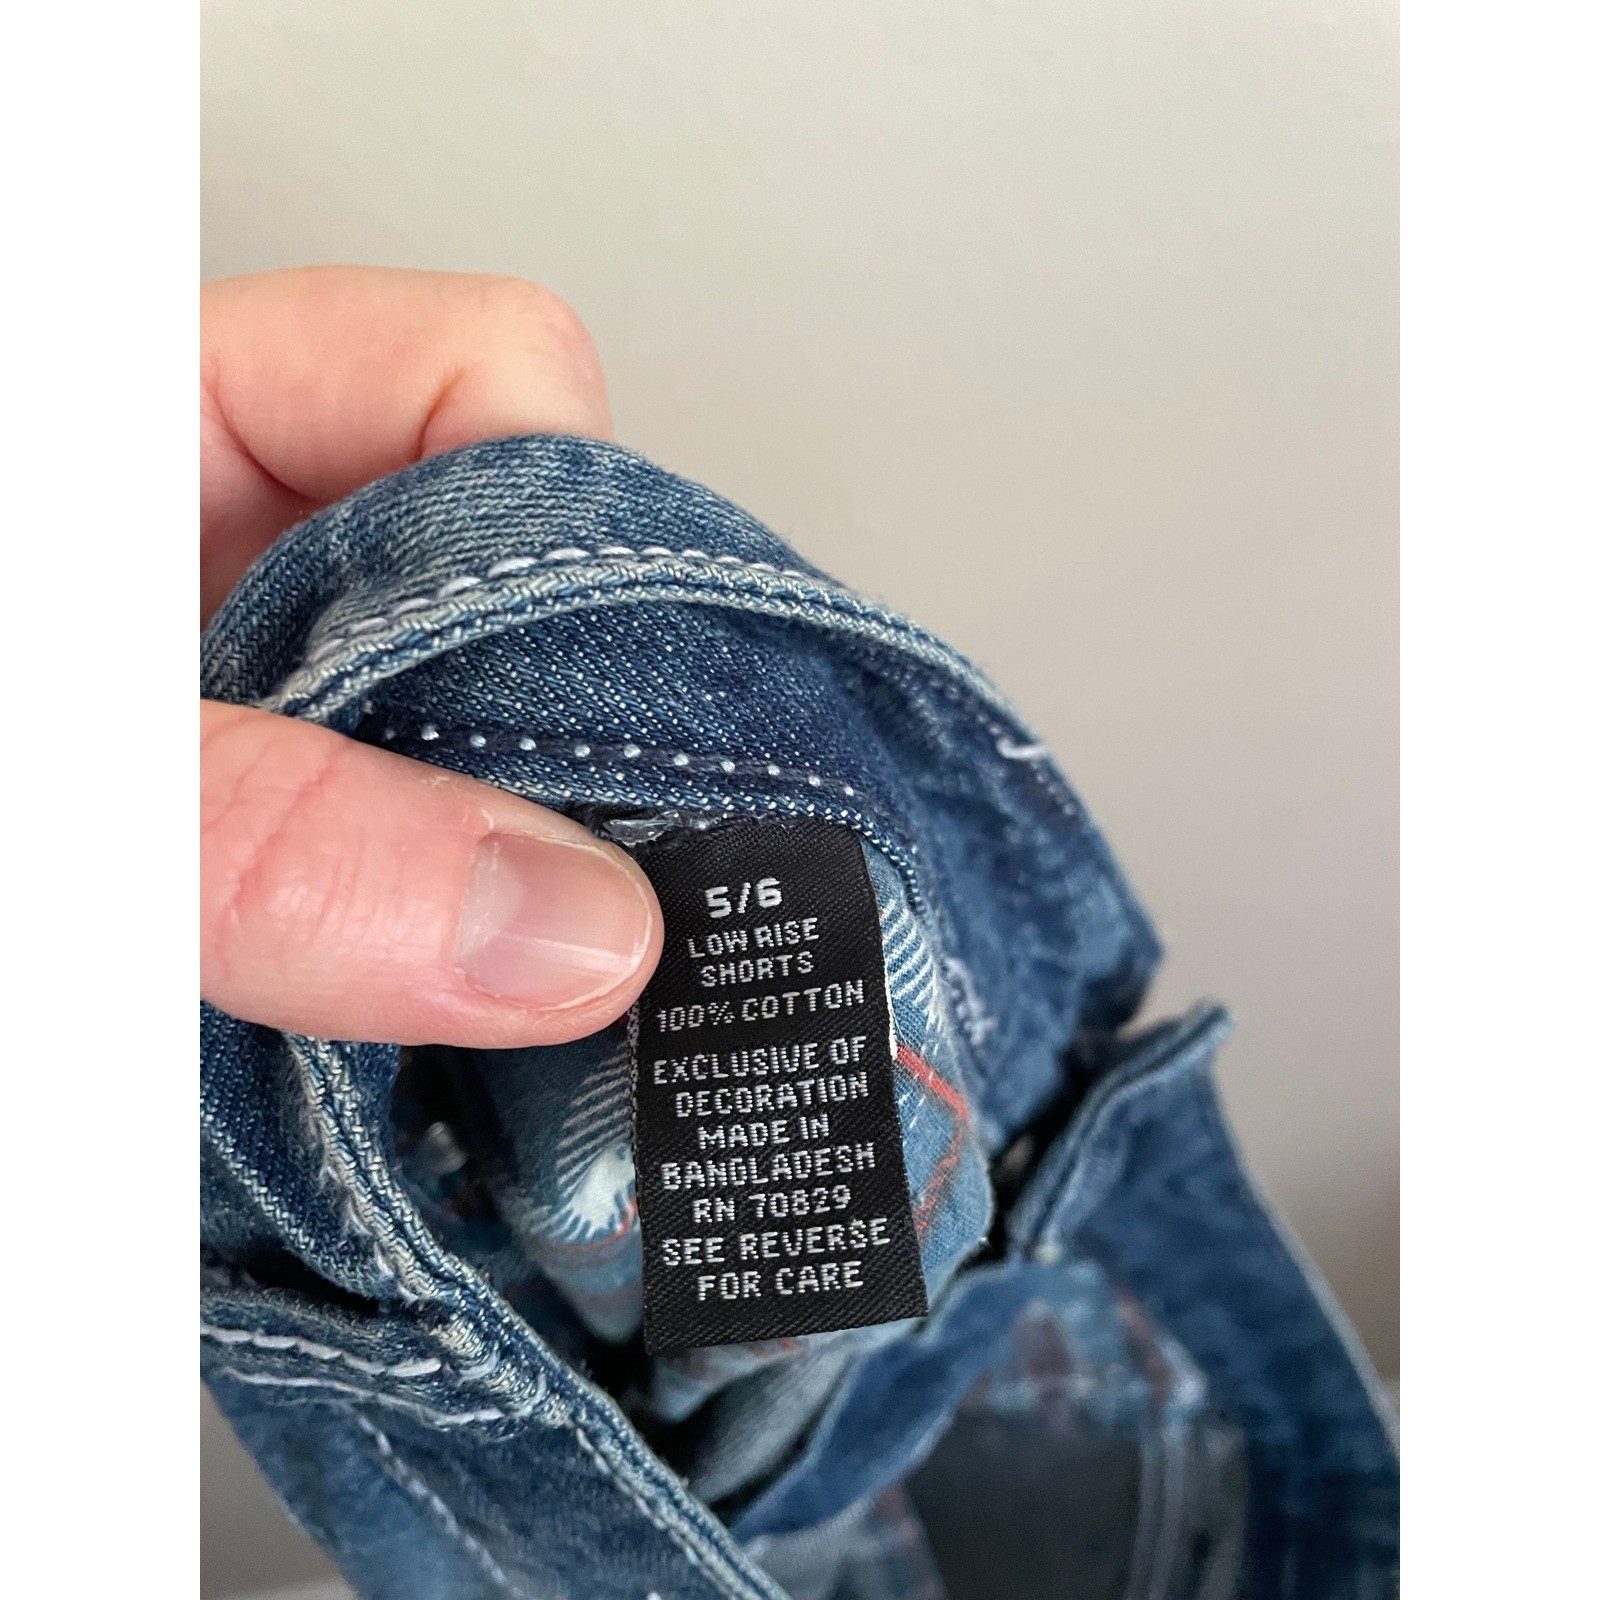 5/6
LOW RISE
SHORTS
100% COTTON
EXCLUSIVE OF
DECORATION
MADE IN
BANGLADESH
RN 70829
SEE REVERSE
FOR CARE